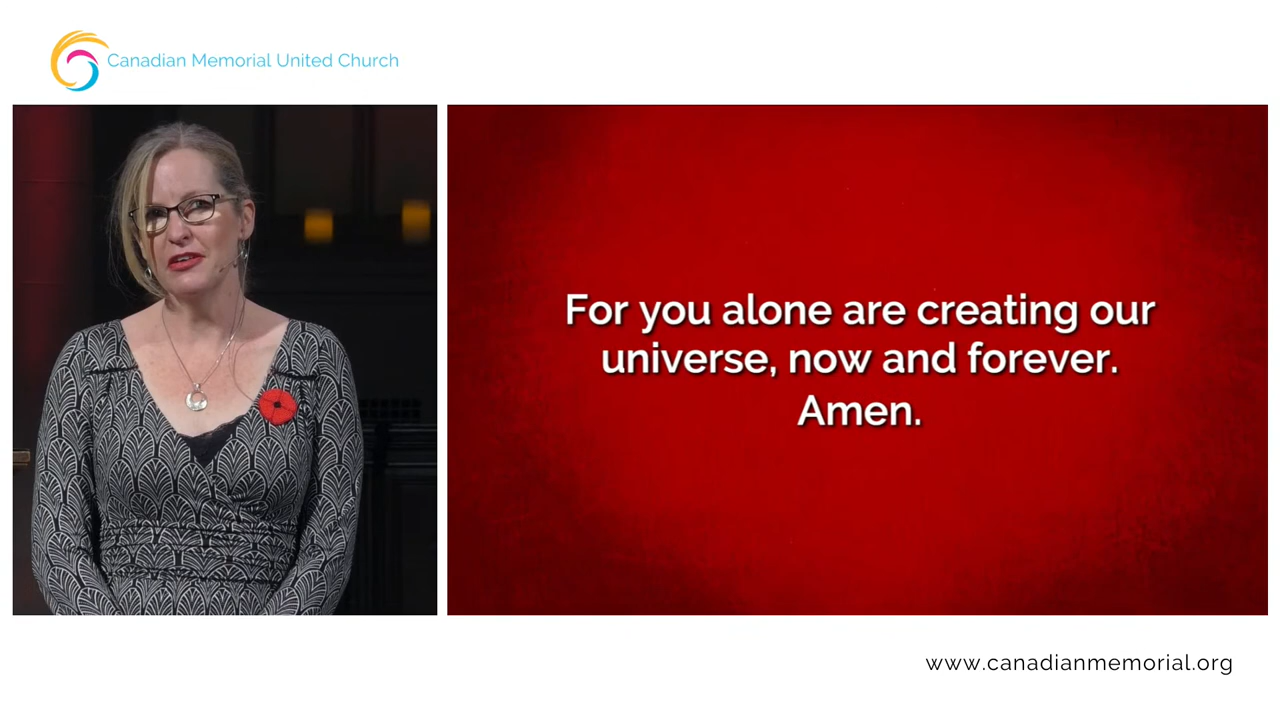 Canadian Memorial United Church
For you alone are creating our
universe, now and forever.
Amen.
www.canadianmemorial.org